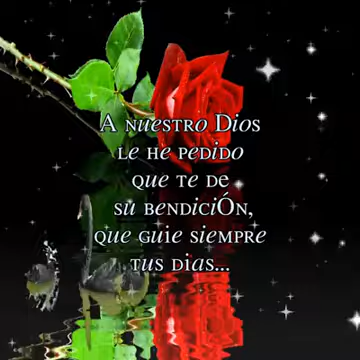 A nuestro Dios
le he pedido
que te de
su bendiciÓn,
que guie siempre
tus dias...